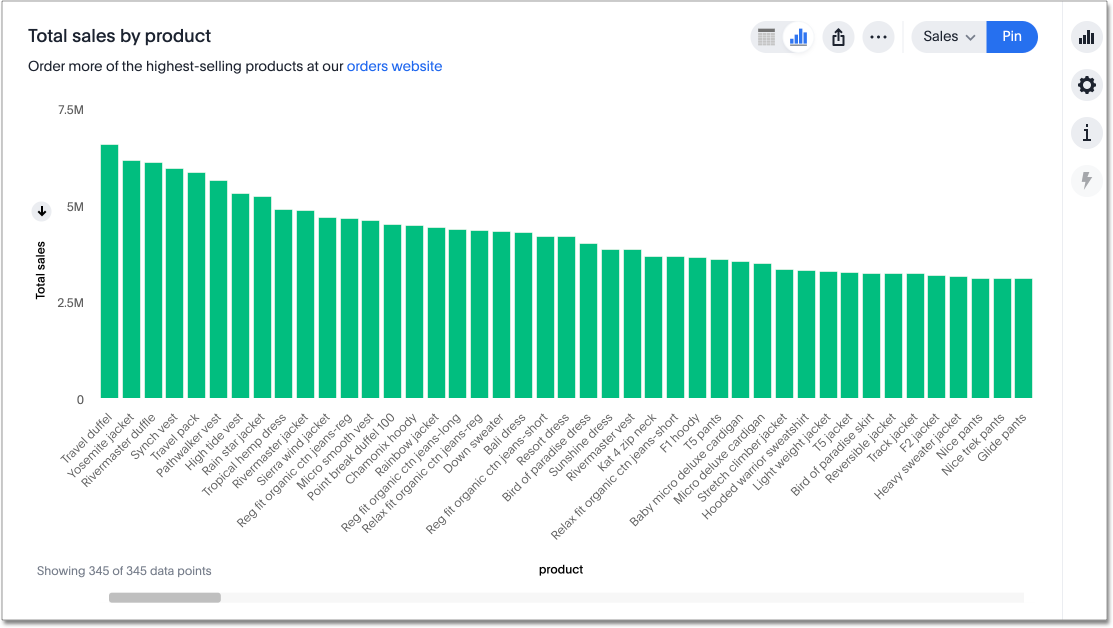 Total sales by product
Sales
Pin
Order more of the highest-selling products at our orders website
7.5M
5M
2.5M
0
Total sales
Travel duffel
Yosemite jacket
Rivermaster duffle
Synch vest
Travel pack
Pathwalker vest
High tide vest
Rain star jacket
Tropical hemp dress
Rivermaster jacket
Sierra wind jacket
Reg fit organic ctn jeans-reg
Micro smooth vest
Point break duffel 100
Chamonix hoody
Rainbow jacket
Reg fit organic ctn jeans-long
Relax fit organic ctn jeans-reg
Down sweater
Bali dress
Reg fit organic ctn jeans-short
Resort dress
Bird of paradise dress
Sunshine dress
Rivermaster vest
Kat 4 zip neck
Relax fit organic ctn jeans-short
F1 hoody
T5 pants
Baby micro deluxe cardigan
Micro deluxe cardigan
Stretch climber jacket
Hooded warrior sweatshirt
Light weight jacket
T5 jacket
Bird of paradise skirt
Reversible jacket
Track jacket
F2 jacket
Heavy sweater jacket
Nice pants
Nice trek pants
Glide pants
product
Showing 345 of 345 data points